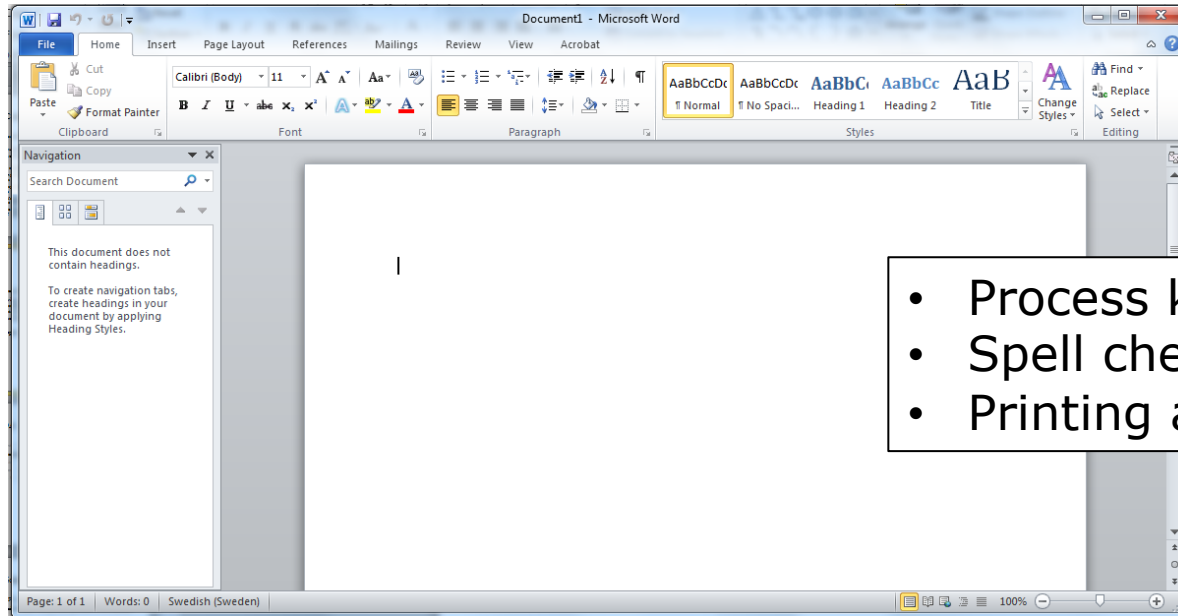 Document1 - Microsoft Word
File Home Insert Page Layout References Mailings Review View Acrobat
Paste
Cut
Copy
Format Painter
Clipboard
Calibri (Body) 11
Font
Paragraph
AaBbCcDc AaBbCcDc AaBbC AaBbCc AaB
¶ Normal ¶ No Spaci... Heading 1 Heading 2 Title
Change
Styles
Styles
Find
Replace
Select
Editing
Navigation
Search Document
This document does not
contain headings.
To create navigation tabs,
create headings in your
document by applying
Heading Styles.
• Process
• Spell che
• Printing a
Page: 1 of 1 Words: 0 Swedish (Sweden) 100%